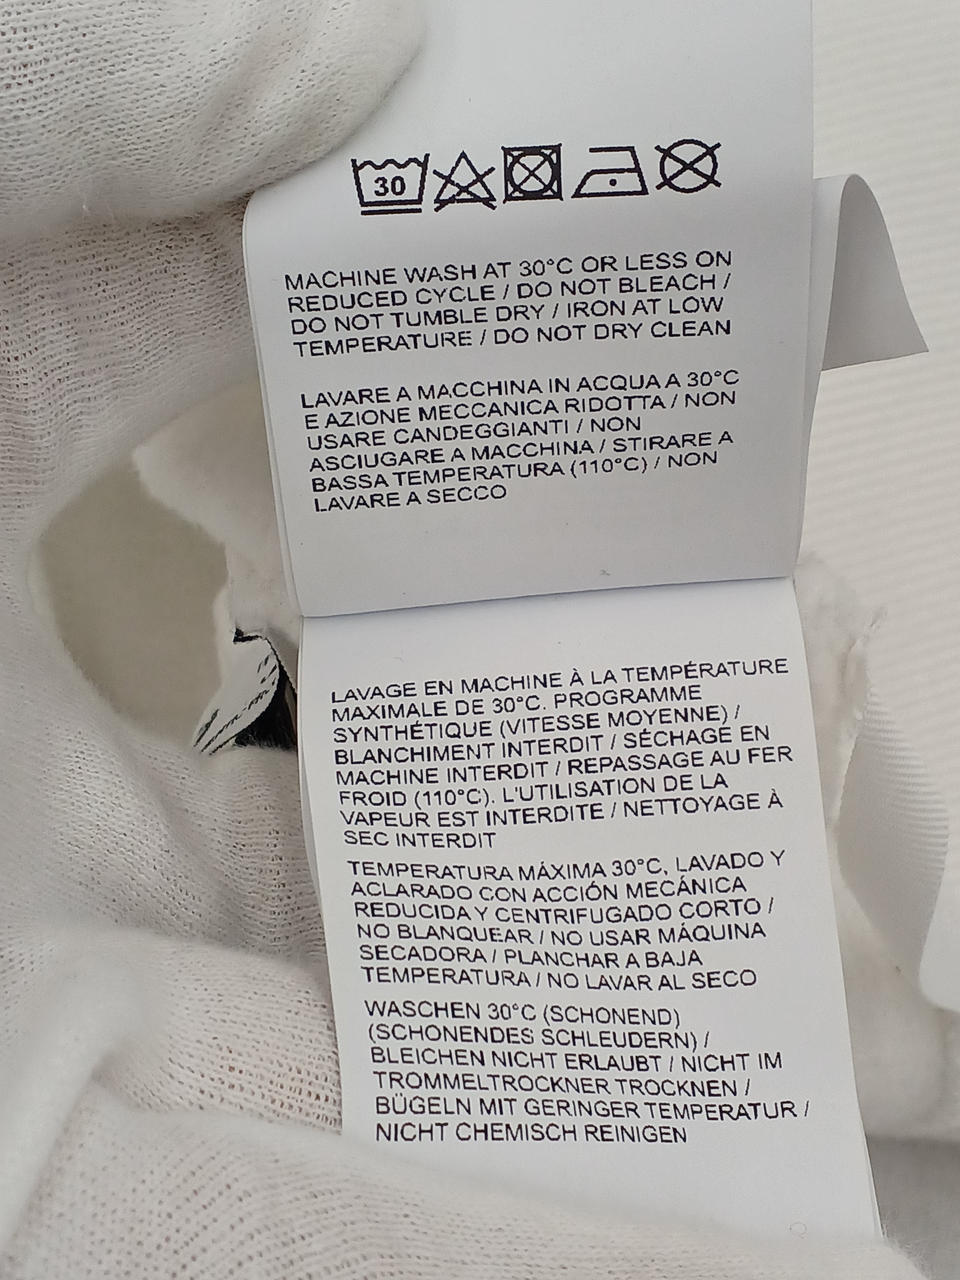 30
MACHINE WASH AT 30°C OR LESS ON
REDUCED CYCLE / DO NOT BLEACH /
DO NOT TUMBLE DRY / IRON AT LOW
TEMPERATURE / DO NOT DRY CLEAN
LAVARE A MACCHINA IN ACQUA A 30°C
E AZIONE MECCANICA RIDOTTA / NON
USARE CANDEGGIANTI / NON
ASCIUGARE A MACCHINA / STIRARE A
BASSA TEMPERATURA (110°C) / NON
LAVARE A SECCO
LAVAGE EN MACHINE À LA TEMPÉRATURE
MAXIMALE DE 30°C. PROGRAMME
SYNTHÉTIQUE (VITESSE MOYENNE) /
BLANCHIMENT INTERDIT / SÉCHAGE EN
MACHINE INTERDIT / REPASSAGE AU FER
FROID (110°C). L'UTILISATION DE LA
VAPEUR EST INTERDITE / NETTOYAGE À
SEC INTERDIT
TEMPERATURA MÁXIMA 30°C, LAVADO Y
ACLARADO CON ACCIÓN MECÁNICA
REDUCIDA Y CENTRIFUGADO CORTO /
NO BLANQUEAR / NO USAR MÁQUINA
SECADORA / PLANCHAR A BAJA
TEMPERATURA / NO LAVAR AL SECO
WASCHEN 30°C (SCHONEND)
(SCHONENDES SCHLEUDERN) /
BLEICHEN NICHT ERLAUBT / NICHT IM
TROMMELTROCKNER TROCKNEN /
BÜGELN MIT GERINGER TEMPERATUR /
NICHT CHEMISCH REINIGEN